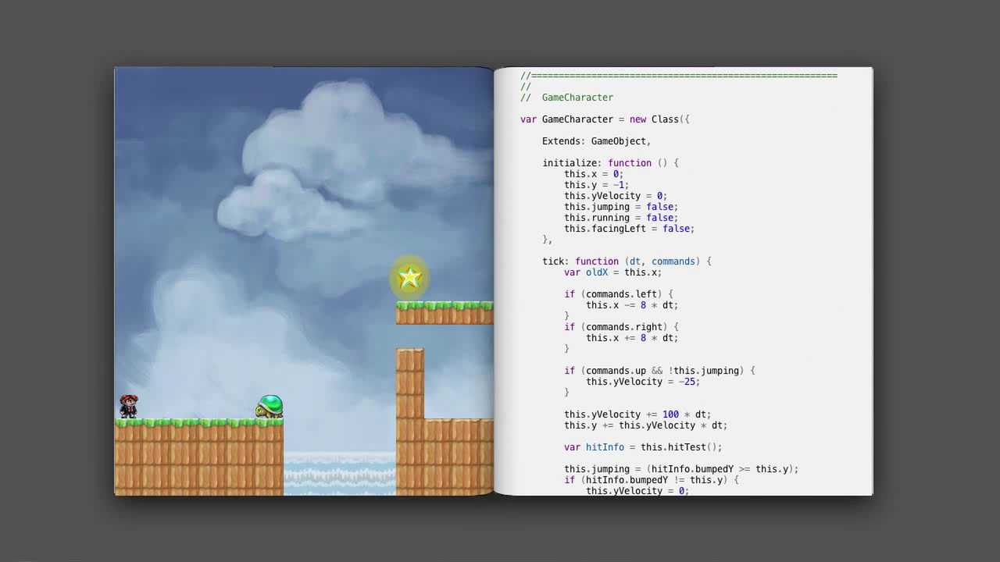 //========================================================
//
//  GameCharacter
var GameCharacter = new Class({
    Extends: GameObject,
    initialize: function () {
        this.x = 0;
        this.y = -1;
        this.yVelocity = 0;
        this.jumping = false;
        this.running = false;
        this.facingLeft = false;
    },
    tick: function (dt, commands) {
        var oldX = this.x;
        if (commands.left) {
            this.x -= 8 * dt;
        }
        if (commands.right) {
            this.x += 8 * dt;
        }
        if (commands.up && !this.jumping) {
            this.yVelocity = -25;
        }
        this.yVelocity += 100 * dt;
        this.y += this.yVelocity * dt;
        var hitInfo = this.hitTest();
        this.jumping = (hitInfo.bumpedY >= this.y);
        if (hitInfo.bumpedY != this.y) {
            this.yVelocity = 0;